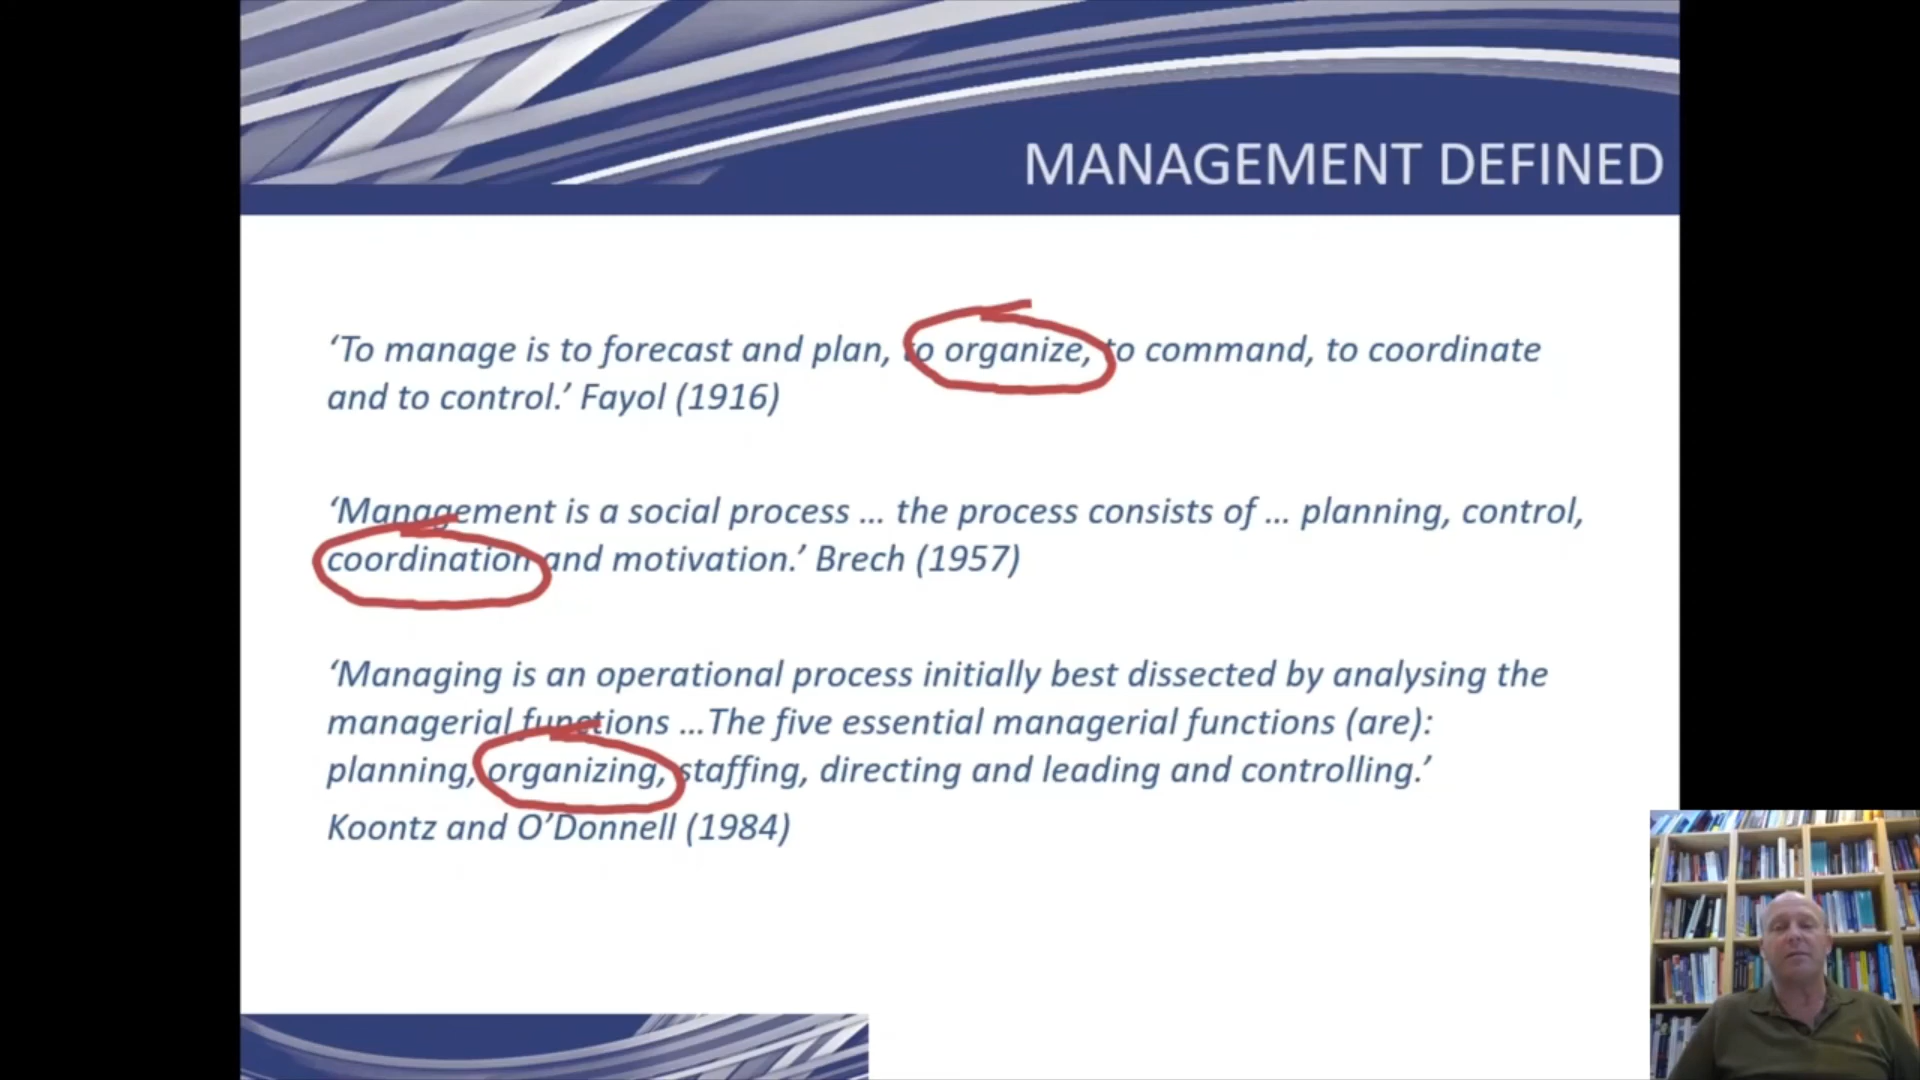 MANAGEMENT DEFINED
‘To manage is to forecast and plan, to organize, to command, to coordinate
and to control.’ Fayol (1916)
‘Management is a social process ... the process consists of ... planning, control,
coordination and motivation.’ Brech (1957)
‘Managing is an operational process initially best dissected by analysing the
managerial functions ...The five essential managerial functions (are):
planning, organizing, staffing, directing and leading and controlling.’
Koontz and O’Donnell (1984)